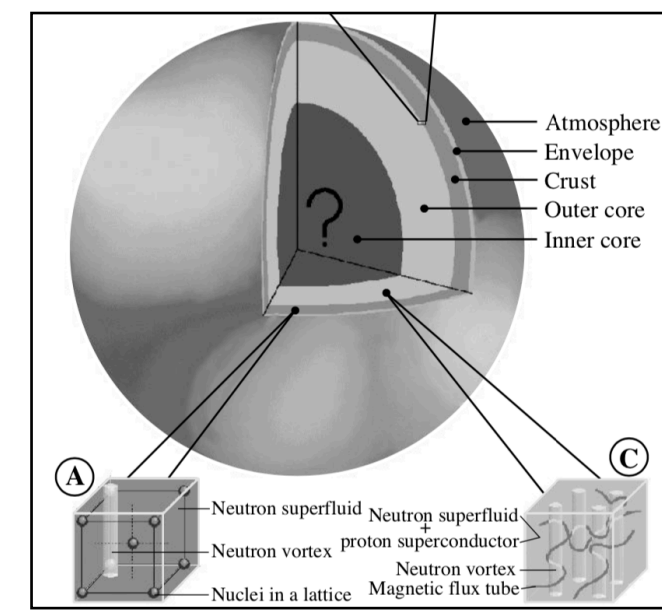 Atmosphere
Envelope
Crust
Outer core
Inner core
?
A
C
Neutron superfluid
Neutron vortex
Nuclei in a lattice
Neutron superfluid
+
proton superconductor
Neutron vortex
Magnetic flux tube